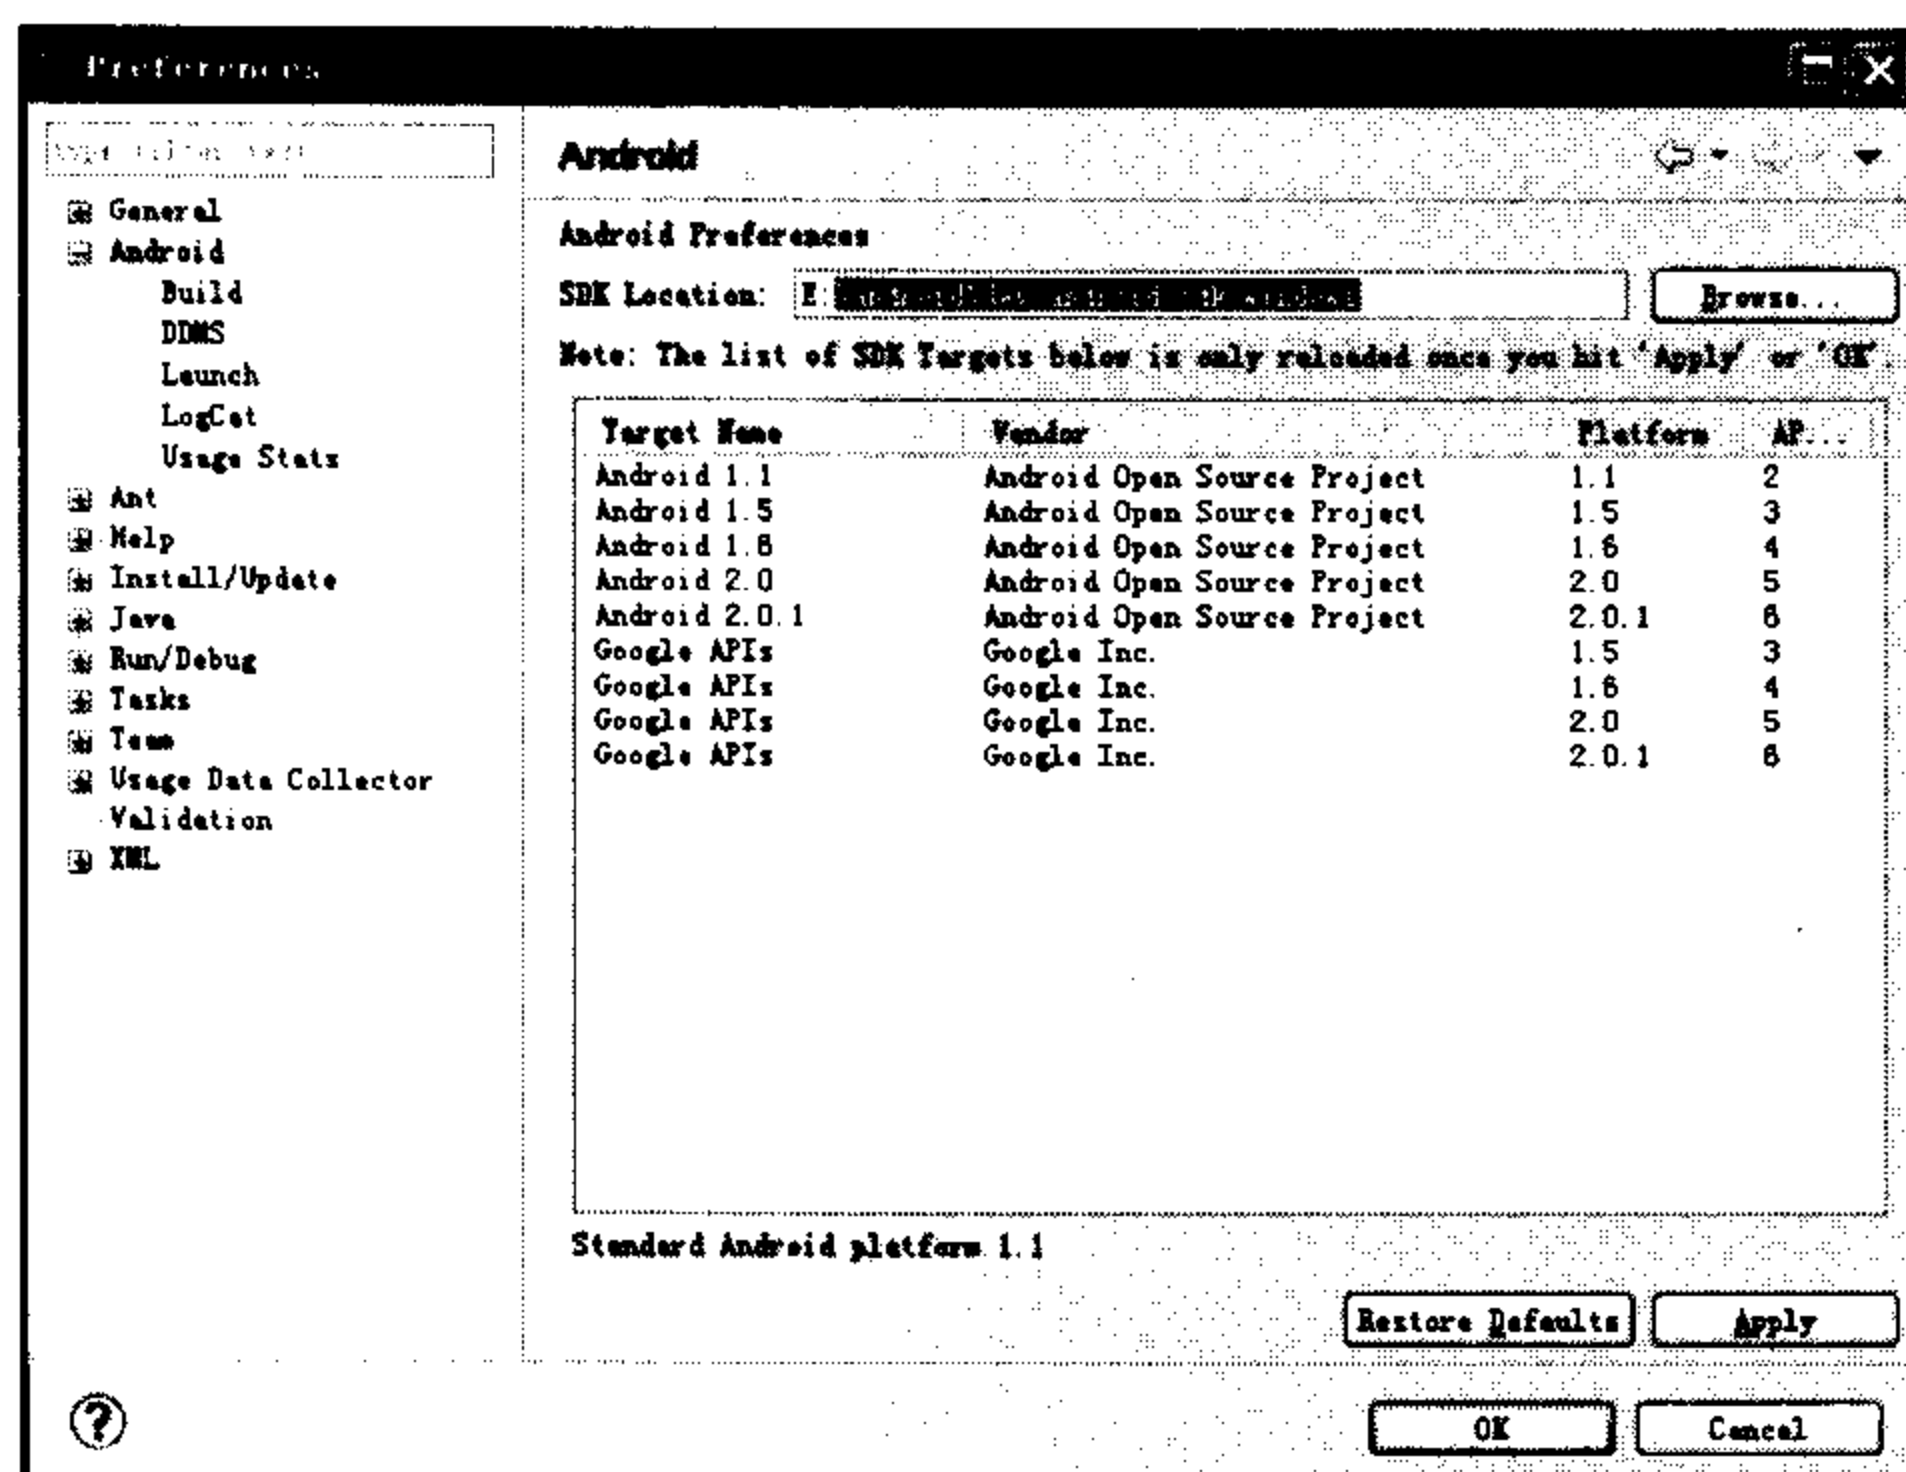 Preferences
type filter text
General
Android
Build
DDMS
Launch
LogCat
Usage Stats
Ant
Help
Install/Update
Java
Run/Debug
Tasks
Team
Usage Data Collector
Validation
XML
Android
Android Preferences
SDK Location: E:
Browse...
Note: The list of SDK Targets below is only reloaded once you hit 'Apply' or 'OK'.
Target Name Vendor Platform AP...
Android 1.1 Android Open Source Project 1.1 2
Android 1.5 Android Open Source Project 1.5 3
Android 1.6 Android Open Source Project 1.6 4
Android 2.0 Android Open Source Project 2.0 5
Android 2.0.1 Android Open Source Project 2.0.1 6
Google APIs Google Inc. 1.5 3
Google APIs Google Inc. 1.6 4
Google APIs Google Inc. 2.0 5
Google APIs Google Inc. 2.0.1 6
Standard Android platform 1.1
Restore Defaults Apply
OK Cancel